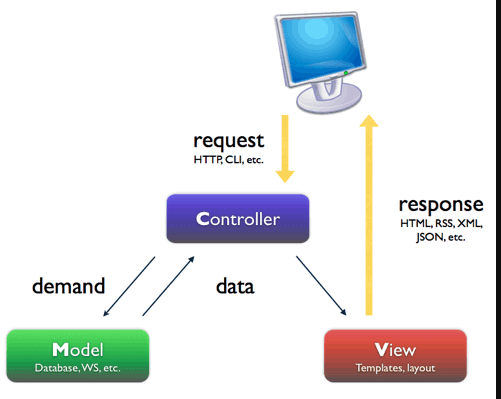 request
HTTP, CLI, etc.
response
HTML, RSS, XML,
JSON, etc.
Controller
demand
data
Model
Database, WS, etc.
View
Templates, layout